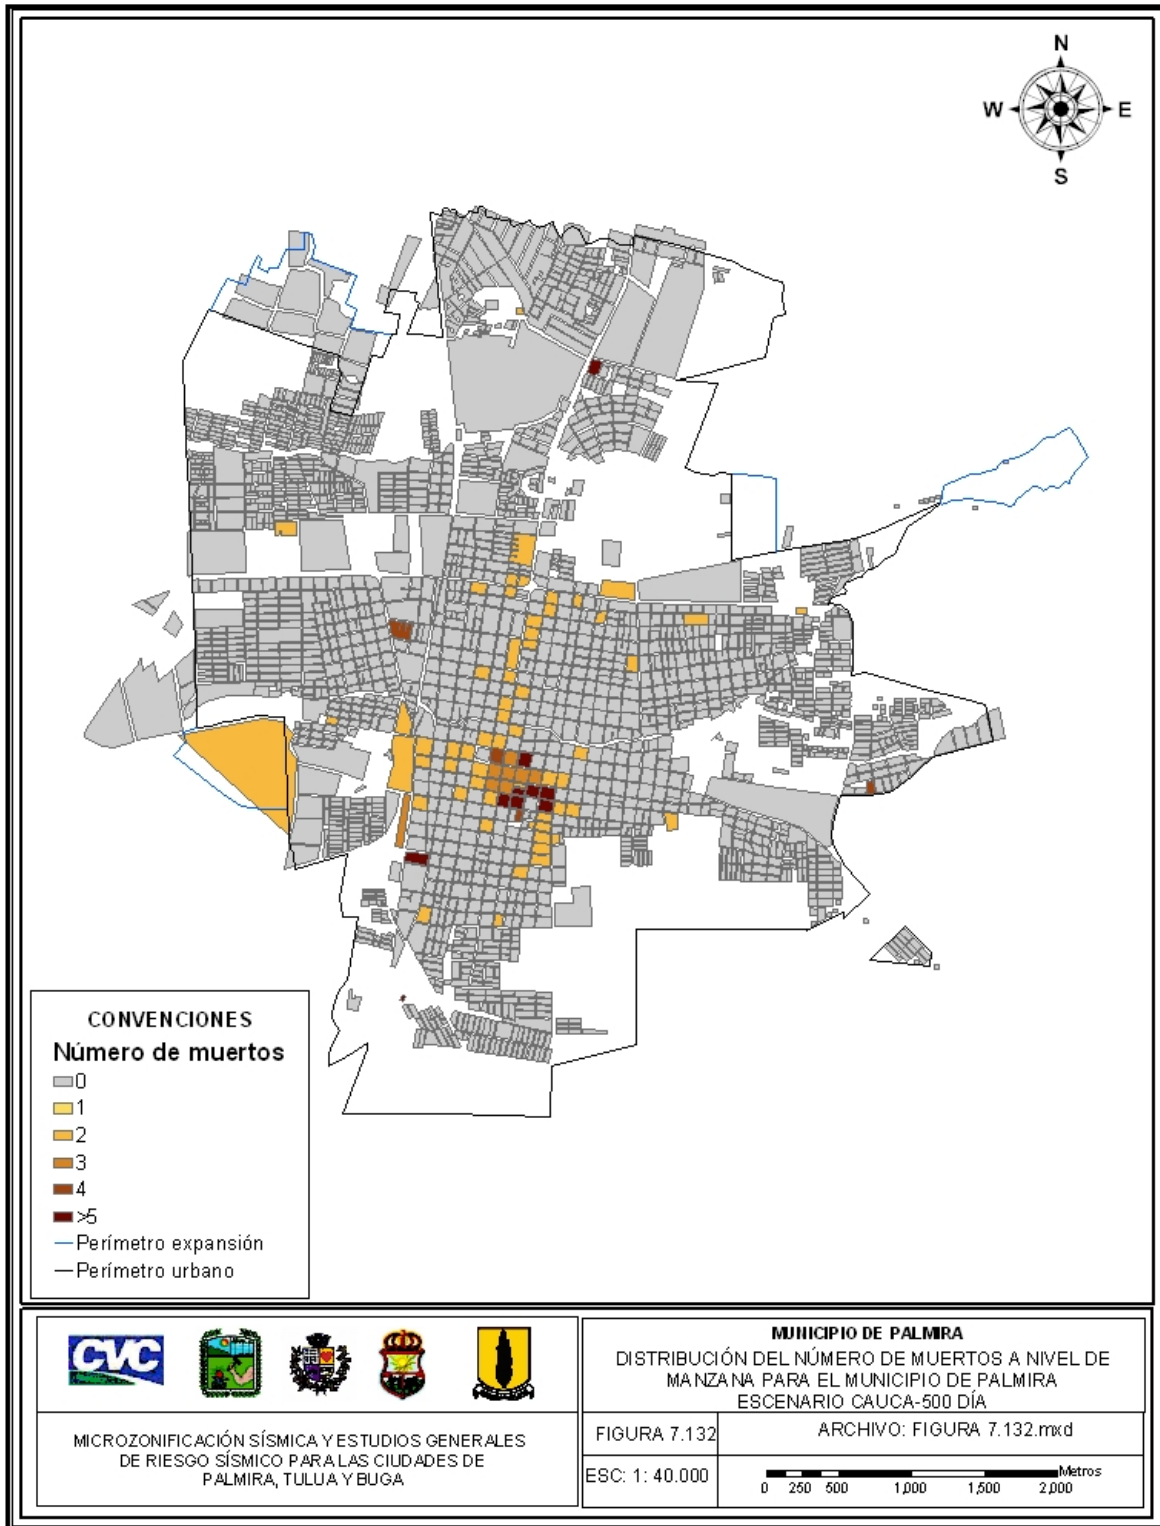 N
W E
S
CONVENCIONES
Número de muertos
0
1
2
3
4
>5
Perímetro expansión
Perímetro urbano
CVC
MICROZONIFICACIÓN SÍSMICA Y ESTUDIOS GENERALES
DE RIESGO SÍSMICO PARA LAS CIUDADES DE
PALMIRA, TULUA Y BUGA
MUNICIPIO DE PALMIRA
DISTRIBUCIÓN DEL NÚMERO DE MUERTOS A NIVEL DE
MANZANA PARA EL MUNICIPIO DE PALMIRA
ESCENARIO CAUCA-500 DÍA
FIGURA 7.132
ARCHIVO: FIGURA 7.132.mxd
ESC: 1: 40.000
Metros
0 250 500 1,000 1,500 2,000